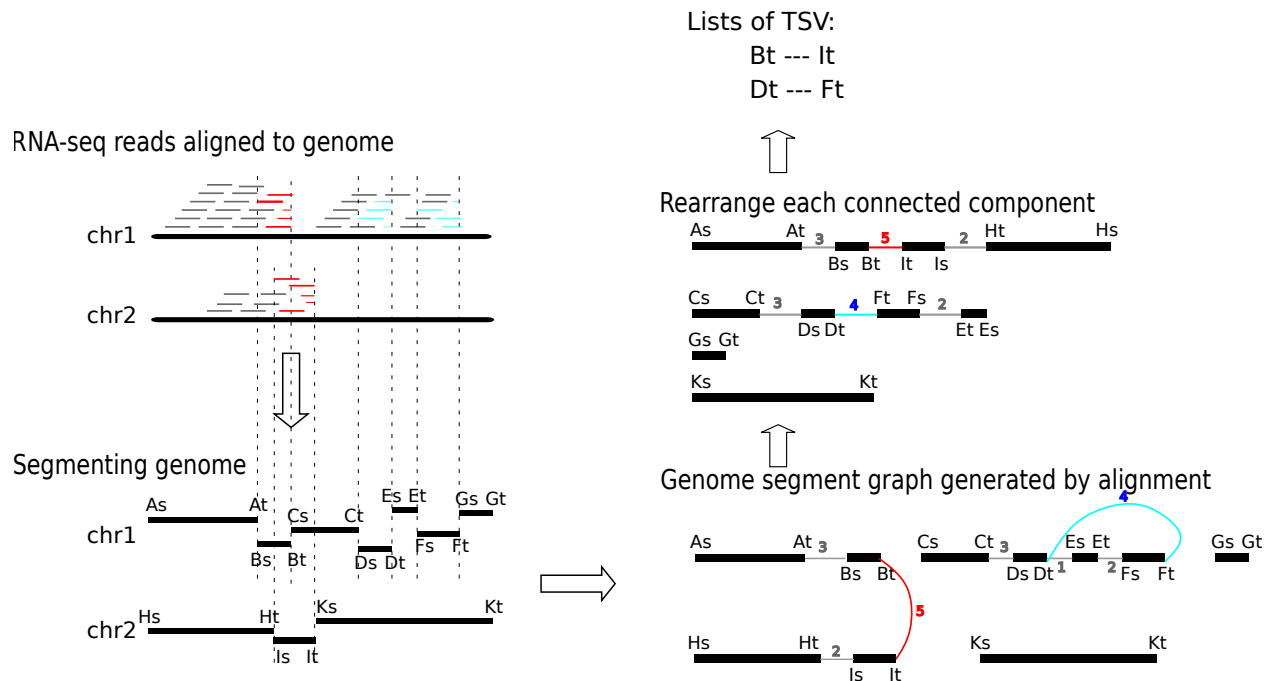 RNA-seq reads aligned to genome
chr1
chr2
Segmenting genome
As At Cs Ct Es Et Gs Gt
chr1
Bs Bt Ds Dt Fs Ft
Hs Ht Ks Kt
chr2
Is It
Lists of TSV:
Bt --- It
Dt --- Ft
Rearrange each connected component
As At 3 5 2 Ht Hs
Bs Bt It Is
Cs Ct 3 4 Ft Fs 2
Ds Dt Et Es
Gs Gt
Ks Kt
Genome segment graph generated by alignment
4
As At 3 Cs Ct 3 Es Et Gs Gt
Bs Bt Ds Dt 1 2 Fs Ft
5
Hs Ht 2 Ks Kt
Is It